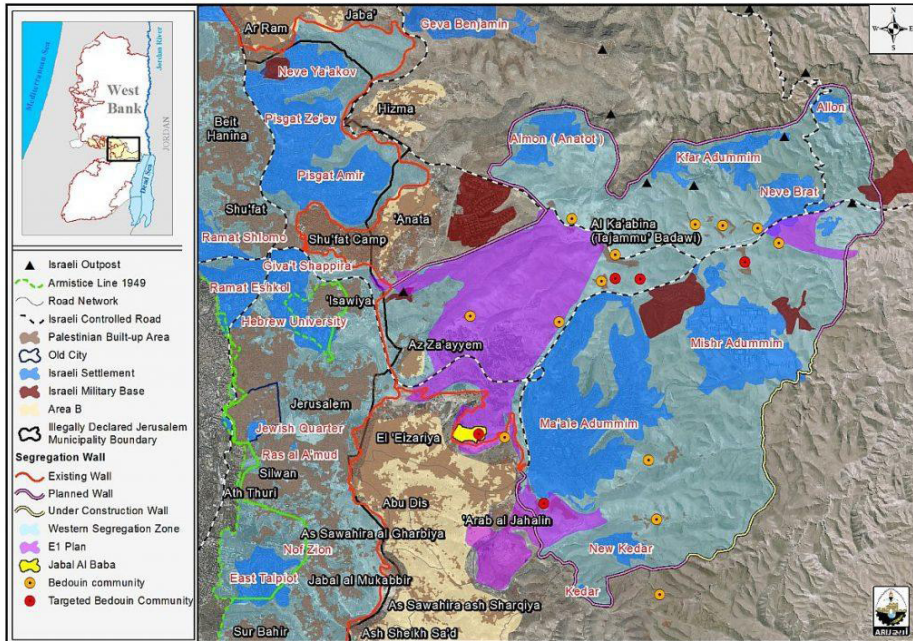 Mediterranean Sea
Jordan River
West
Bank
JORDAN
Dead Sea
Israeli Outpost
Armistice Line 1949
Road Network
Israeli Controlled Road
Palestinian Built-up Area
Old City
Israeli Settlement
Israeli Military Base
Area B
Illegally Declared Jerusalem
Municipality Boundary
Segregation Wall
Existing Wall
Planned Wall
Under Construction Wall
Western Segregation Zone
E1 Plan
Jabal Al Baba
Bedouin community
Targeted Bedouin Community
N
W
E
S
Jaba'
Ar Ram
Geva Benjamin
Neve Ya'akov
Hizma
Pisgat Ze'ev
Beit
Hanina
Allon
Almon ( Anatot )
Kfar Adummim
Pisgat Amir
Neve Brat
Shu'fat
'Anata
Al Ka'abina
(Tajammu' Badawi)
Ramat Shlomo
Shu'fat Camp
Giva't Shappira
Ramat Eshkol
'Isawiya
Hebrew University
Az Za'ayyem
Mishr Adummim
Jerusalem
Ma'ale Adummim
Jewish Quarter
El 'Eizariya
Ras al A'mud
Silwan
Ath Thuri
Abu Dis
'Arab al Jahalin
As Sawahira al Gharbiya
Nof Zion
New Kedar
East Talpiot
Jabal al Mukabbir
Kedar
As Sawahira ash Sharqiya
Sur Bahir
Ash Sheikh Sa'd
ARIJ أريج